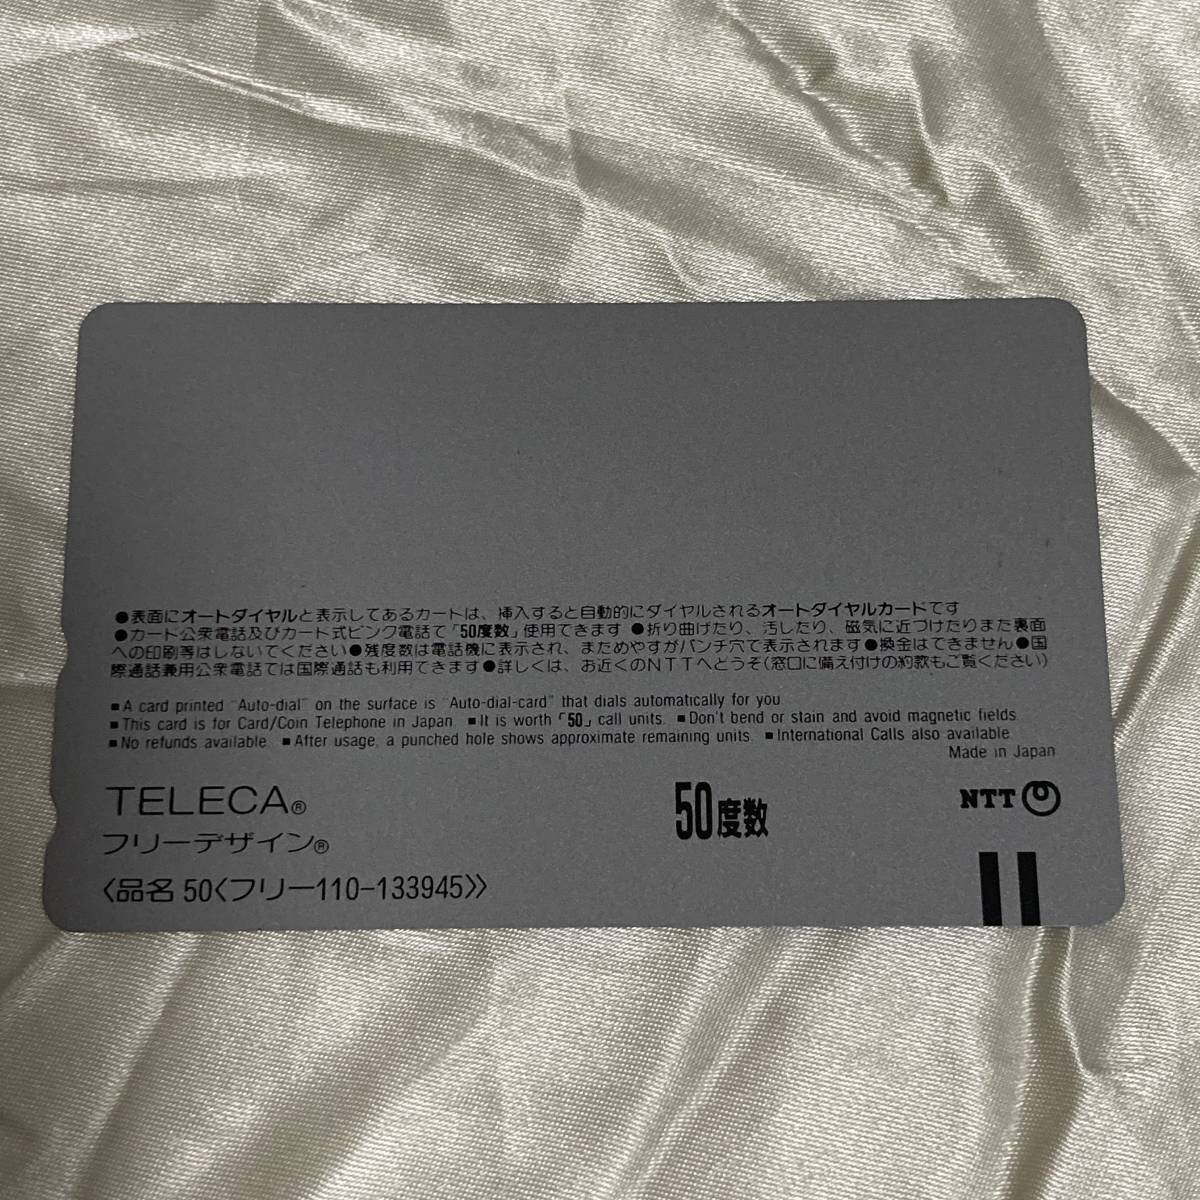 ●表面にオートダイヤルと表示してあるカートは、挿入すると自動的にダイヤルされるオートダイヤルカードです
●カード公衆電話及びカード式ピンク電話で「50度数」使用できます ●折り曲げたり、汚したり、磁気に近づけたりまた裏面
への印刷等はしないでください●残度数は電話機に表示され、まためやすがパンチ穴で表示されます●換金はできません●国
際通話兼用公衆電話では国際通話も利用できます●詳しくは、お近くのNTTへどうぞ(窓口に備え付けの約款もご覧ください)
■A card printed "Auto-dial" on the surface is "Auto-dial-card" that dials automatically for you.
■This card is for Card/Coin Telephone in Japan. ■It is worth「50」call units. ■Don't bend or stain and avoid magnetic fields.
■No refunds available. ■After usage, a punched hole shows approximate remaining units. ■International Calls also available.
Made in Japan
TELECA®
フリーデザイン®
50度数
NTT
〈品名 50〈フリー110-133945〉〉